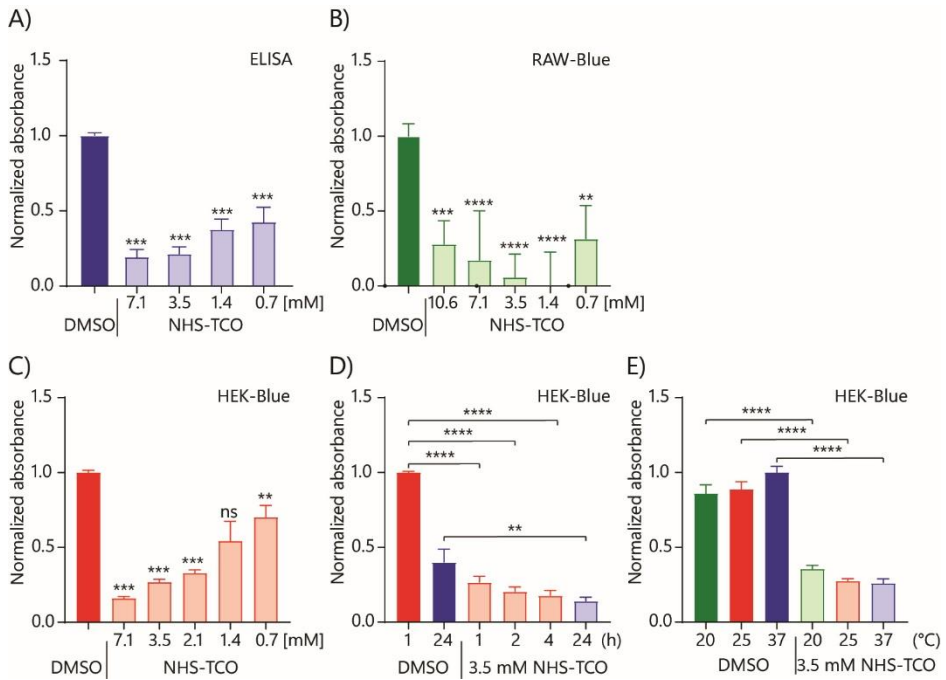 A)
ELISA
Normalized absorbance
1.5
1.0
0.5
0.0
*** *** *** ***
7.1 3.5 1.4 0.7 [mM]
DMSO NHS-TCO
B)
RAW-Blue
Normalized absorbance
1.5
1.0
0.5
0.0
*** **** **** **** **
10.6 7.1 3.5 1.4 0.7 [mM]
DMSO NHS-TCO
C)
HEK-Blue
Normalized absorbance
1.5
1.0
0.5
0.0
*** *** *** ns **
7.1 3.5 2.1 1.4 0.7 [mM]
DMSO NHS-TCO
D)
HEK-Blue
Normalized absorbance
1.5
1.0
0.5
0.0
****
****
****
**
1 24 1 2 4 24 (h)
DMSO 3.5 mM NHS-TCO
E)
HEK-Blue
Normalized absorbance
1.5
1.0
0.5
0.0
****
****
****
20 25 37 20 25 37 (°C)
DMSO 3.5 mM NHS-TCO